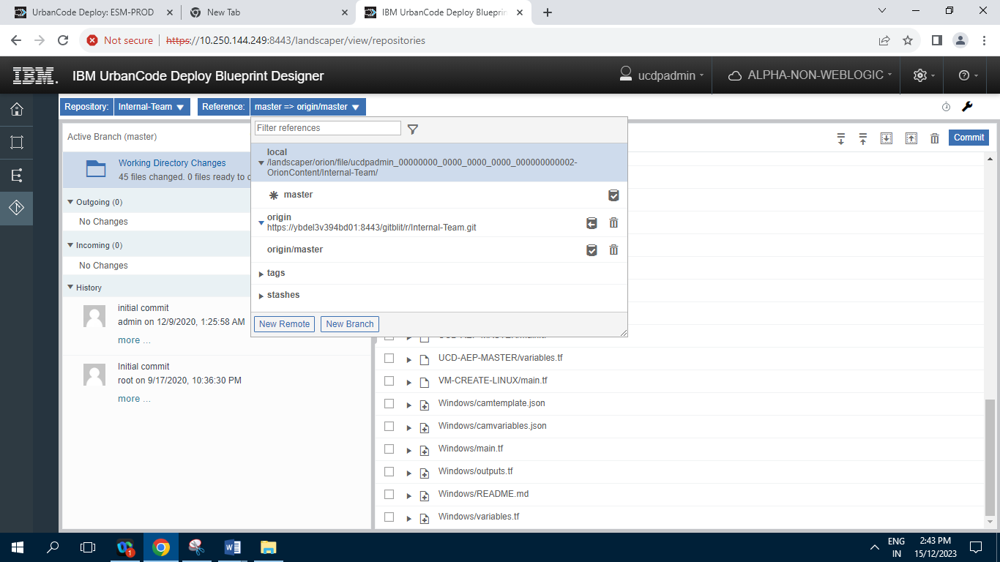 UrbanCode Deploy: ESM-PROD
New Tab
IBM UrbanCode Deploy Blueprin
Not secure
https://10.250.144.249:8443/landscaper/view/repositories
IBM.
IBM UrbanCode Deploy Blueprint Designer
ucdpadmin
ALPHA-NON-WEBLOGIC
Repository:
Internal-Team
Reference:
master => origin/master
Active Branch (master)
Working Directory Changes
45 files changed. 0 files ready to c
Outgoing (0)
No Changes
Incoming (0)
No Changes
History
initial commit
admin on 12/9/2020, 1:25:58 AM
more ...
Initial commit
root on 9/17/2020, 10:36:30 PM
more ...
Filter references
local
/landscaper/orion/file/ucdpadmin_00000000_0000_0000_0000_000000000002-
OrionContent/Internal-Team/
master
origin
https://ybdel3v394bd01:8443/gitblit/r/Internal-Team.git
origin/master
tags
stashes
New Remote
New Branch
Commit
UCD-AEP-MASTER/variables.tf
VM-CREATE-LINUX/main.tf
Windows/camtemplate.json
Windows/camvariables.json
Windows/main.tf
Windows/outputs.tf
Windows/README.md
Windows/variables.tf
1
ENG
IN
2:43 PM
15/12/2023